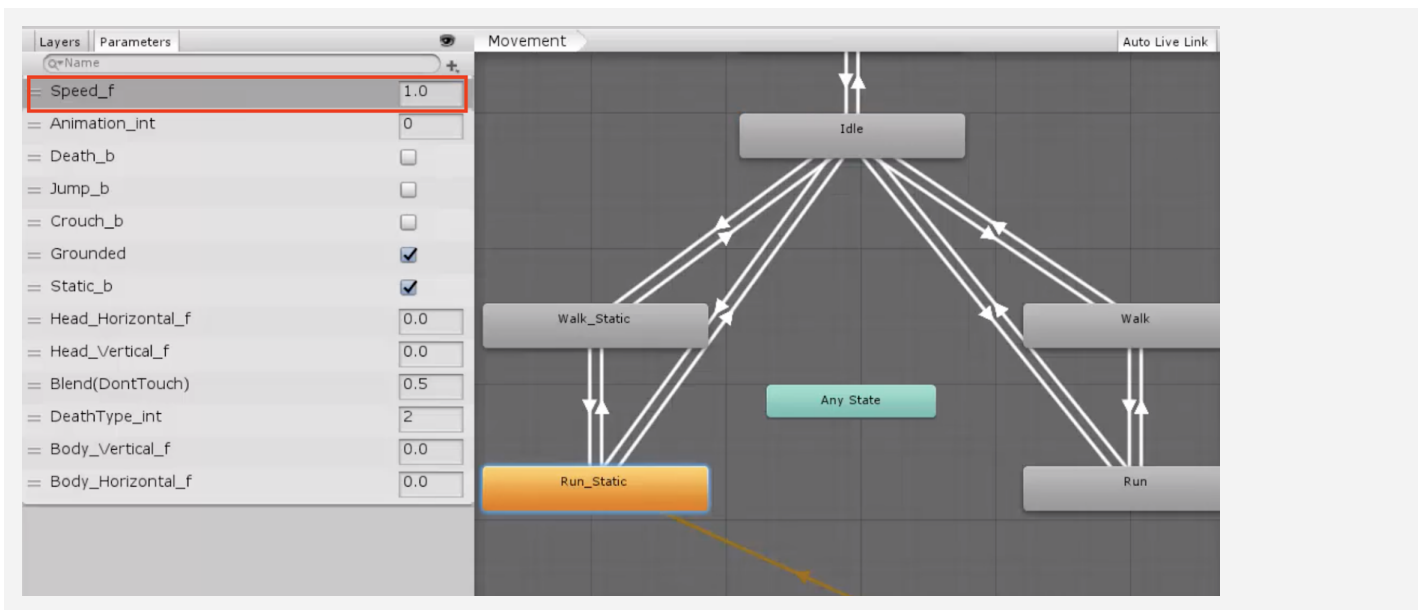 Layers Parameters
Name
Speed_f 1.0
Animation_int 0
Death_b
Jump_b
Crouch_b
Grounded
Static_b
Head_Horizontal_f 0.0
Head_Vertical_f 0.0
Blend(DontTouch) 0.5
DeathType_int 2
Body_Vertical_f 0.0
Body_Horizontal_f 0.0
Movement Auto Live Link
Idle
Walk_Static Walk
Any State
Run_Static Run